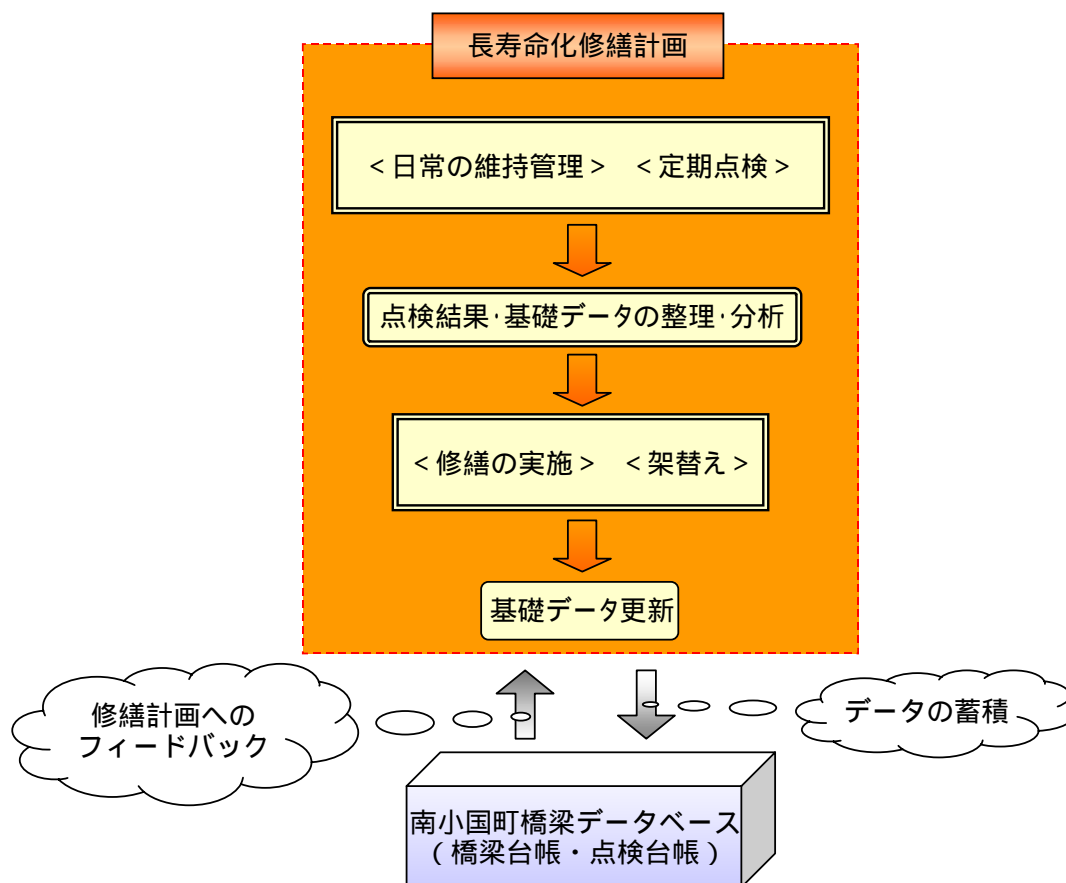 長寿命化修繕計画
<日常の維持管理> <定期点検>
点検結果･基礎データの整理･分析
<修繕の実施> <架替え>
基礎データ更新
修繕計画への
フィードバック
データの蓄積
南小国町橋梁データベース
(橋梁台帳・点検台帳)